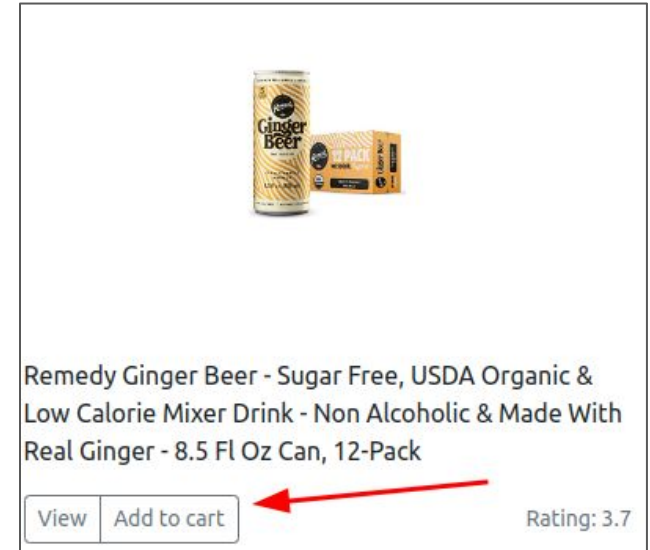 Remedy
Ginger
Beer
12 PACK
Remedy Ginger Beer - Sugar Free, USDA Organic &
Low Calorie Mixer Drink - Non Alcoholic & Made With
Real Ginger - 8.5 Fl Oz Can, 12-Pack
View
Add to cart
Rating: 3.7